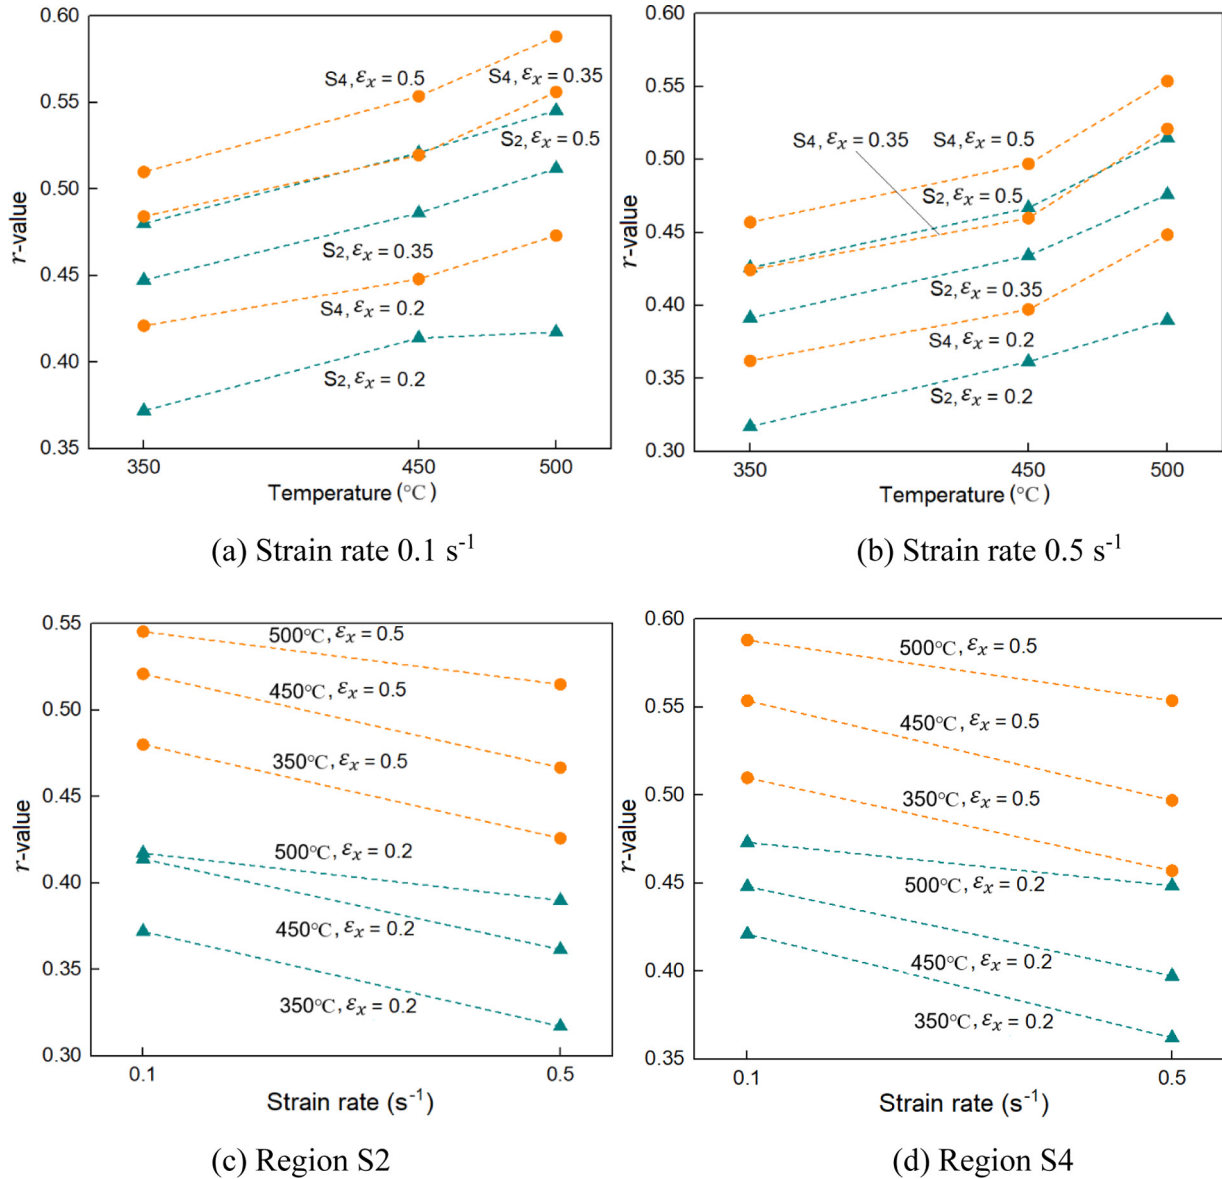 0.60
0.55
0.50
0.45
0.40
0.35
r-value
S4, εx = 0.5
S4, εx = 0.35
S2, εx = 0.5
S2, εx = 0.35
S4, εx = 0.2
S2, εx = 0.2
350 450 500
Temperature (°C)
(a) Strain rate 0.1 s-1
0.60
0.55
0.50
0.45
0.40
0.35
0.30
r-value
S4, εx = 0.35
S4, εx = 0.5
S2, εx = 0.5
S2, εx = 0.35
S4, εx = 0.2
S2, εx = 0.2
350 450 500
Temperature (°C)
(b) Strain rate 0.5 s-1
0.55
0.50
0.45
0.40
0.35
0.30
r-value
500°C, εx = 0.5
450°C, εx = 0.5
350°C, εx = 0.5
500°C, εx = 0.2
450°C, εx = 0.2
350°C, εx = 0.2
0.1 0.5
Strain rate (s-1)
(c) Region S2
0.60
0.55
0.50
0.45
0.40
0.35
r-value
500°C, εx = 0.5
450°C, εx = 0.5
350°C, εx = 0.5
500°C, εx = 0.2
450°C, εx = 0.2
350°C, εx = 0.2
0.1 0.5
Strain rate (s-1)
(d) Region S4